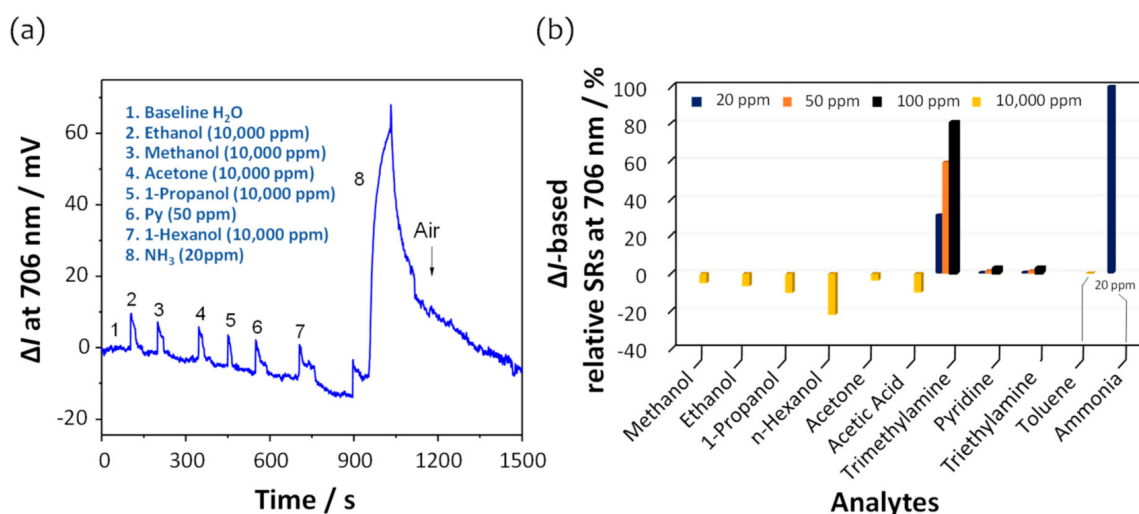 (a)
(b)
ΔI at 706 nm / mV
60
40
20
0
-20
1. Baseline H₂O
2. Ethanol (10,000 ppm)
3. Methanol (10,000 ppm)
4. Acetone (10,000 ppm)
5. 1-Propanol (10,000 ppm)
6. Py (50 ppm)
7. 1-Hexanol (10,000 ppm)
8. NH₃ (20ppm)
1
2
3
4
5
6
7
8
Air
0
300
600
900
1200
1500
Time / s
ΔI-based
relative SRs at 706 nm / %
100
80
60
40
20
0
-20
-40
20 ppm
50 ppm
100 ppm
10,000 ppm
20 ppm
Methanol
Ethanol
1-Propanol
n-Hexanol
Acetone
Acetic Acid
Trimethylamine
Pyridine
Triethylamine
Toluene
Ammonia
Analytes